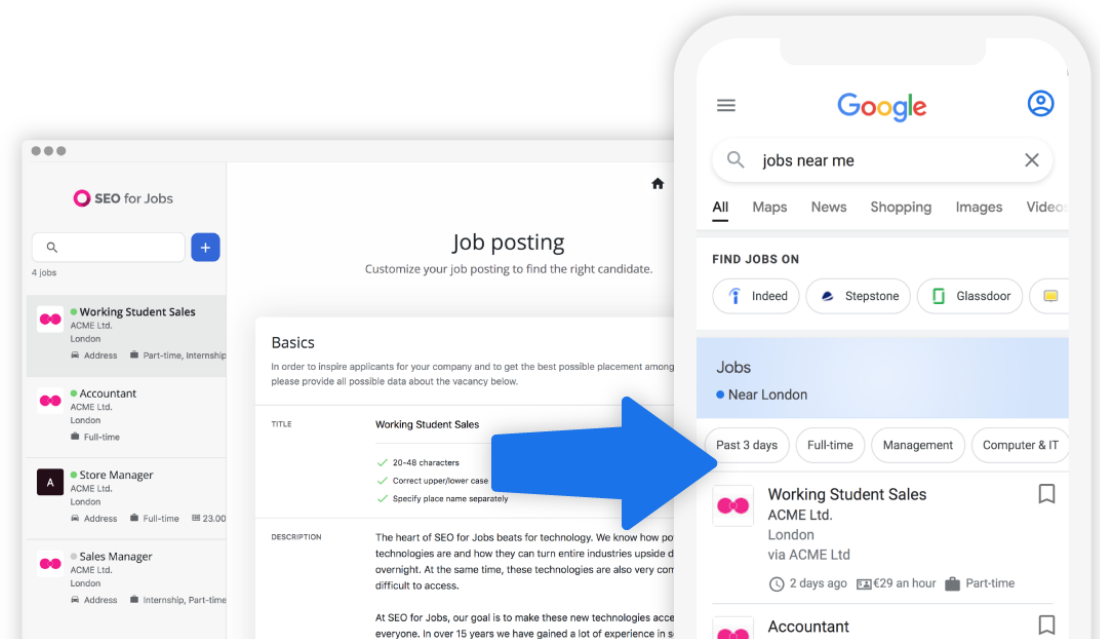 SEO for Jobs
4 jobs
Working Student Sales
ACME Ltd.
London
Address Part-time, Internship
Accountant
ACME Ltd.
London
Full-time
A
Store Manager
ACME Ltd.
London
Address Full-time 23.00
Sales Manager
ACME Ltd.
London
Address Internship, Part-time
Job posting
Customize your job posting to find the right candidate.
Basics
In order to inspire applicants for your company and to get the best possible placement among
please provide all possible data about the vacancy below.
TITLE
Working Student Sales
20-48 characters
Correct upper/lower case
Specify place name separately
DESCRIPTION
The heart of SEO for Jobs beats for technology. We know how po
technologies are and how they can turn entire industries upside d
overnight. At the same time, these technologies are also very com
difficult to access.
At SEO for Jobs, our goal is to make these new technologies acce
everyone. In over 15 years we have gained a lot of experience in s
Google
jobs near me
All Maps News Shopping Images Videos
FIND JOBS ON
Indeed Stepstone Glassdoor
Jobs
Near London
Past 3 days Full-time Management Computer & IT
Working Student Sales
ACME Ltd.
London
via ACME Ltd
2 days ago €29 an hour Part-time
Accountant